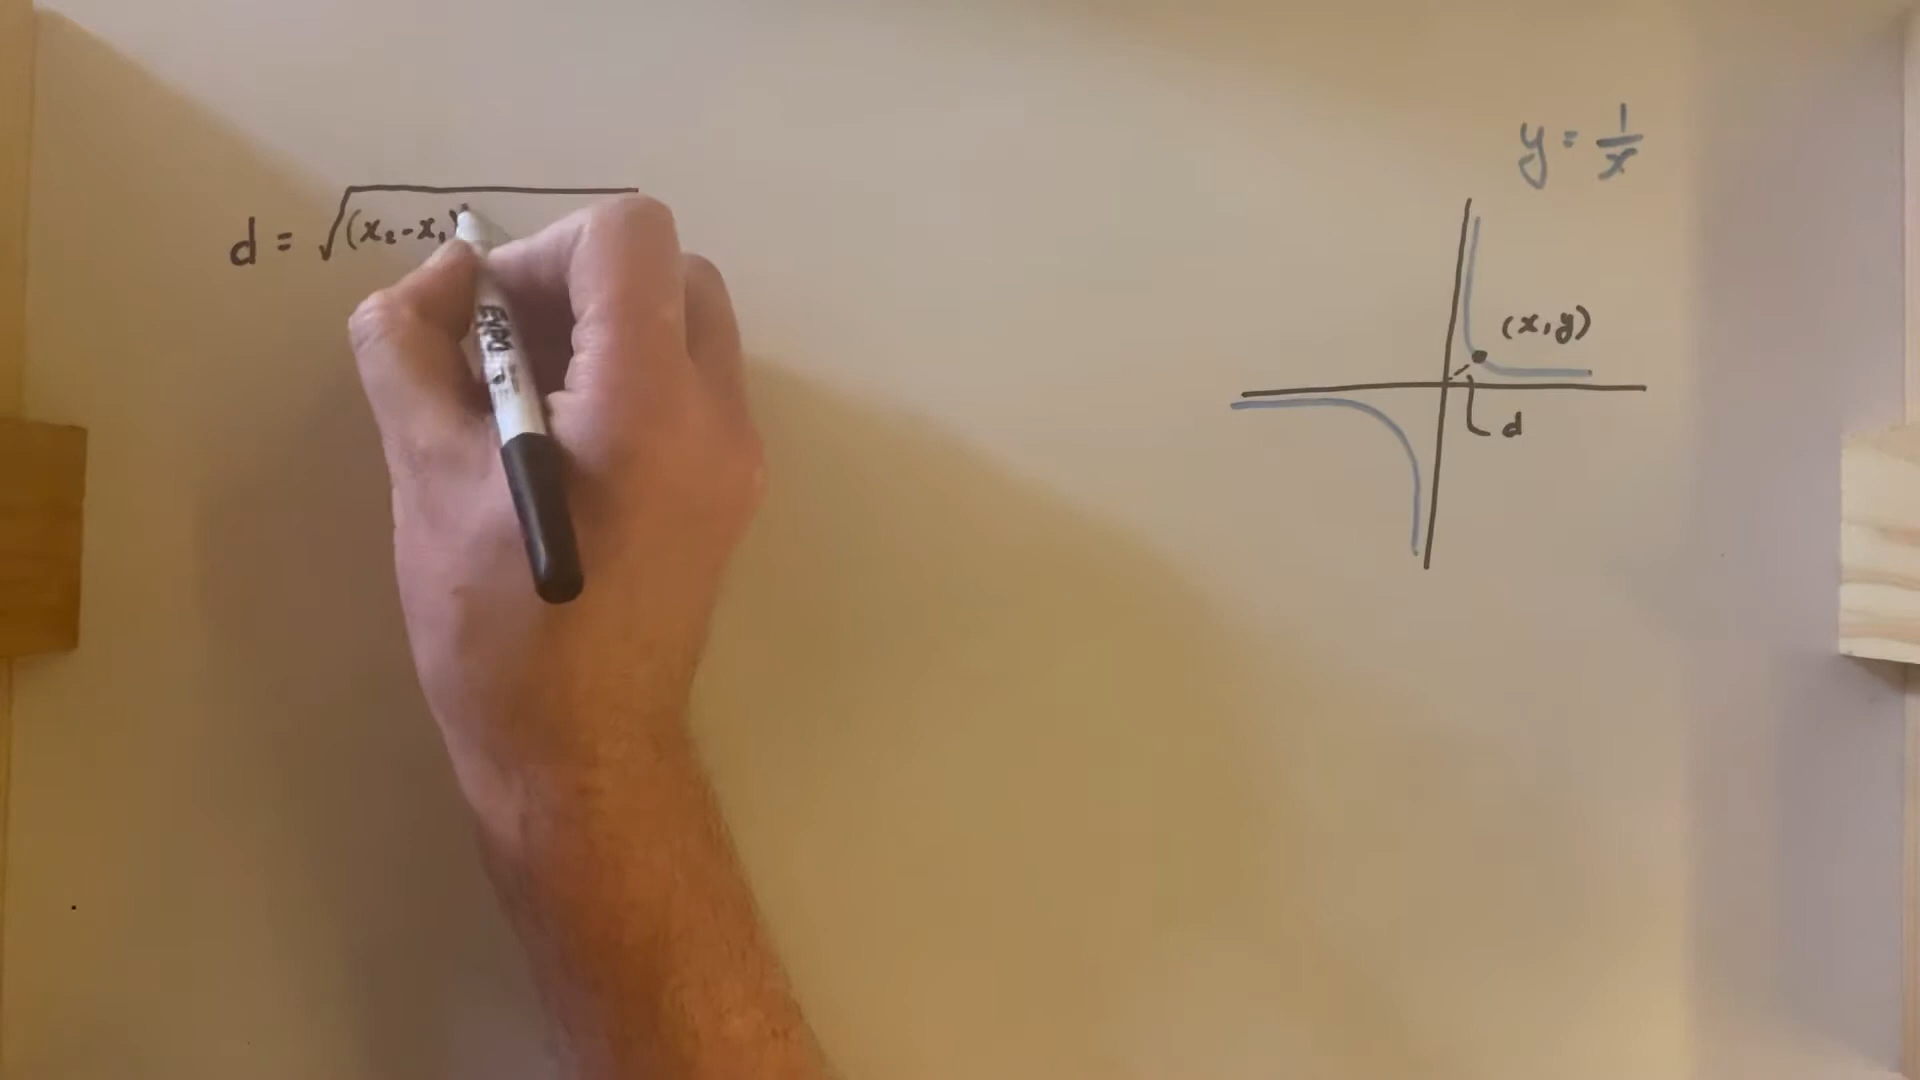 y = 1/x
d = √(x₂-x₁)
(x,y)
d
EXPO